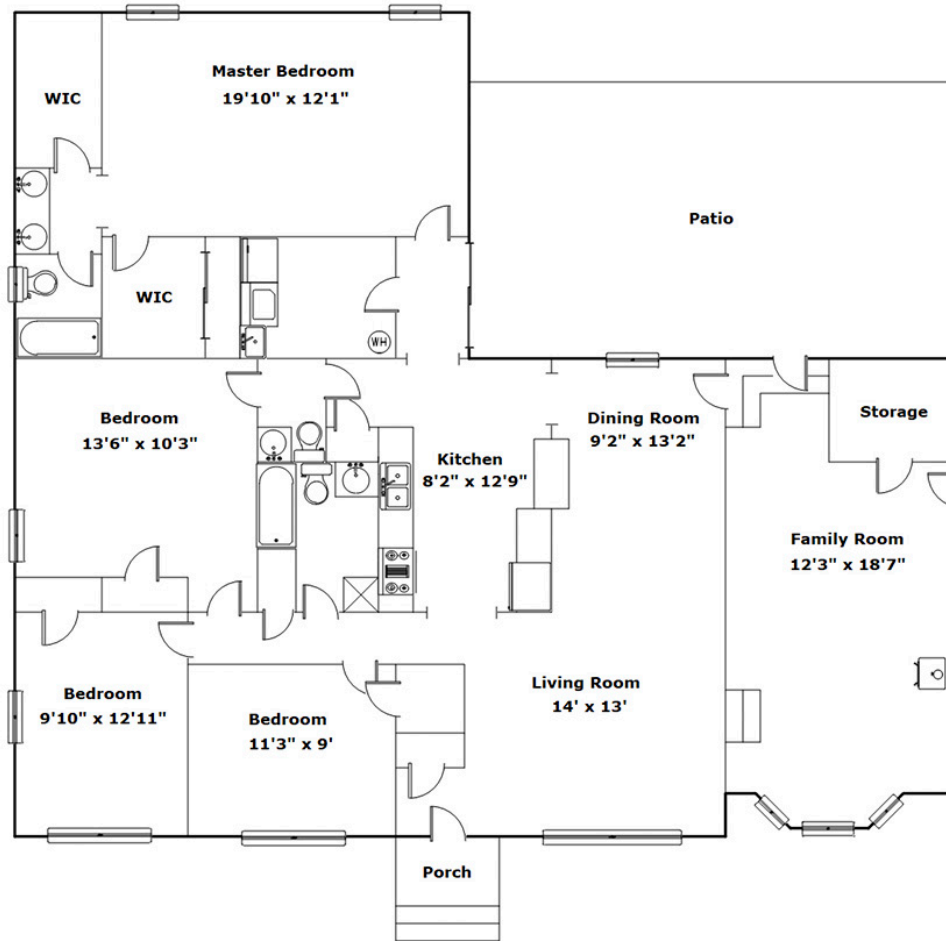 Master Bedroom
19'10" x 12'1"
WIC
Patio
WIC
WH
Bedroom
13'6" x 10'3"
Kitchen
8'2" x 12'9"
Dining Room
9'2" x 13'2"
Storage
Family Room
12'3" x 18'7"
Bedroom
9'10" x 12'11"
Bedroom
11'3" x 9'
Living Room
14' x 13'
Porch